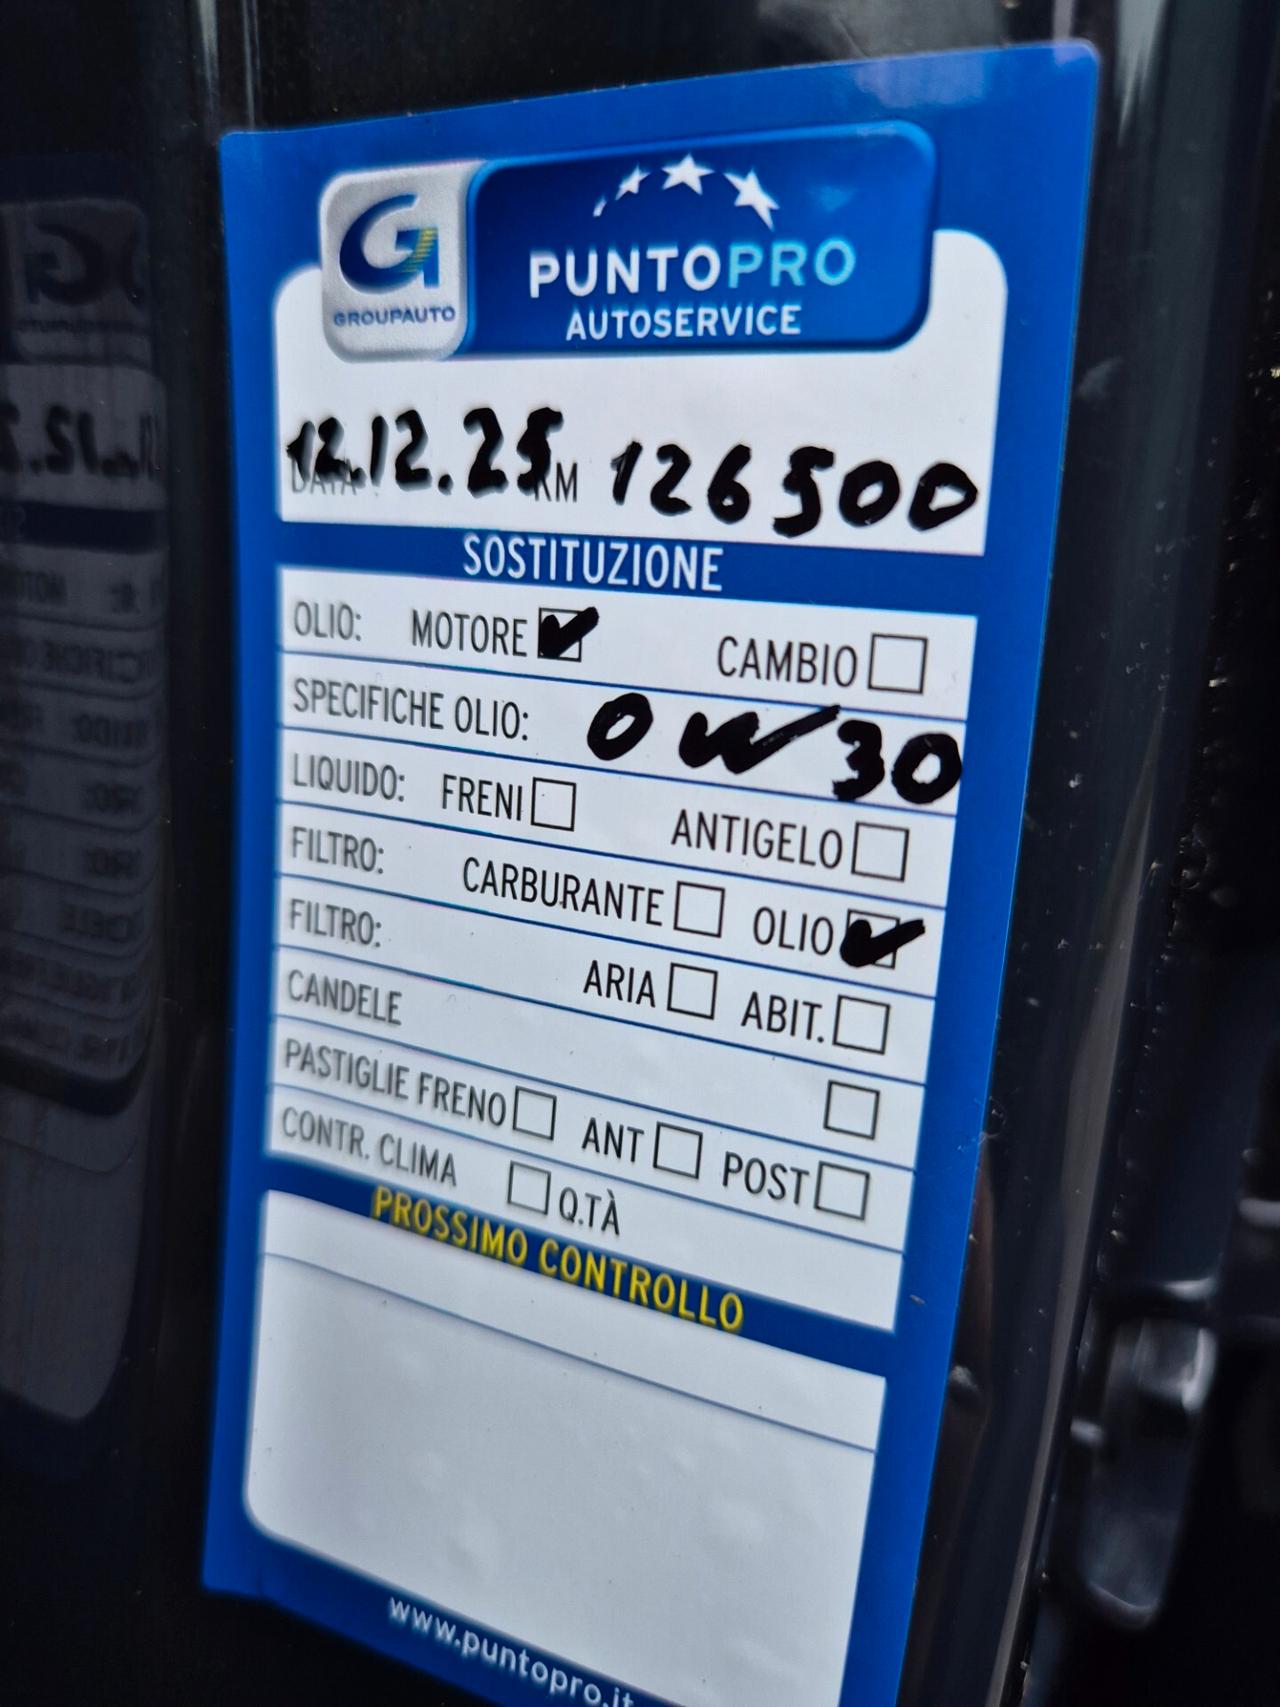 G
GROUPAUTO
PUNTOPRO
AUTOSERVICE
DATA 12.12.25 KM 126500
SOSTITUZIONE
OLIO: MOTORE ✔ CAMBIO
SPECIFICHE OLIO: 0W30
LIQUIDO: FRENI ANTIGELO
FILTRO: CARBURANTE OLIO ✔
FILTRO: ARIA ABIT.
CANDELE
PASTIGLIE FRENO ANT POST
CONTR. CLIMA Q.TÀ
PROSSIMO CONTROLLO
www.puntopro.it